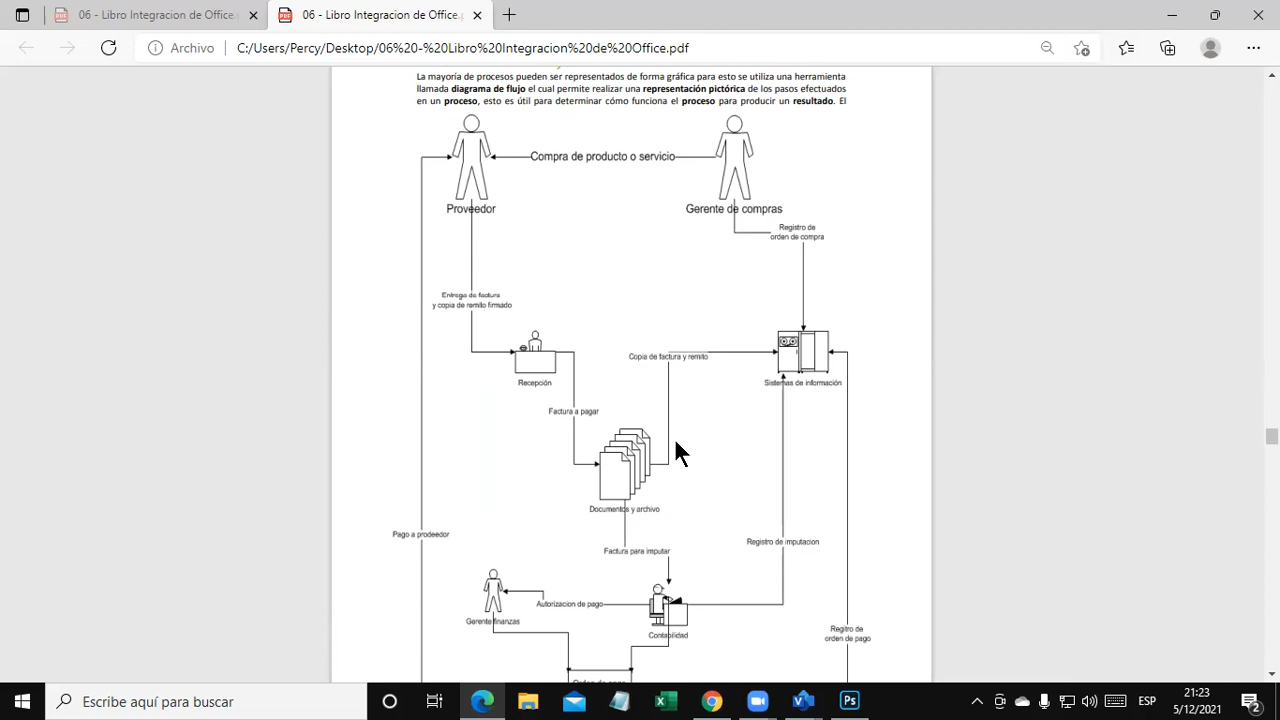 06 - Libro Integracion de Office.
06 - Libro Integracion de Office.
Archivo
C:/Users/Percy/Desktop/06%20-%20Libro%20Integracion%20de%20Office.pdf
La mayoría de procesos pueden ser representados de forma gráfica para esto se utiliza una herramienta
llamada diagrama de flujo el cual permite realizar una representación pictórica de los pasos efectuados
en un proceso, esto es útil para determinar cómo funciona el proceso para producir un resultado. El
Compra de producto o servicio
Proveedor
Gerente de compras
Registro de
orden de compra
Entrega de factura
y copia de remito firmado
Copia de factura y remito
Recepción
Sistemas de información
Factura a pagar
Documentos y archivo
Pago a prodeedor
Registro de imputacion
Factura para imputar
Autorizacion de pago
Gerente finanzas
Contabilidad
Regitro de
orden de pago
Escribe aquí para buscar
ESP
21:23
5/12/2021
2